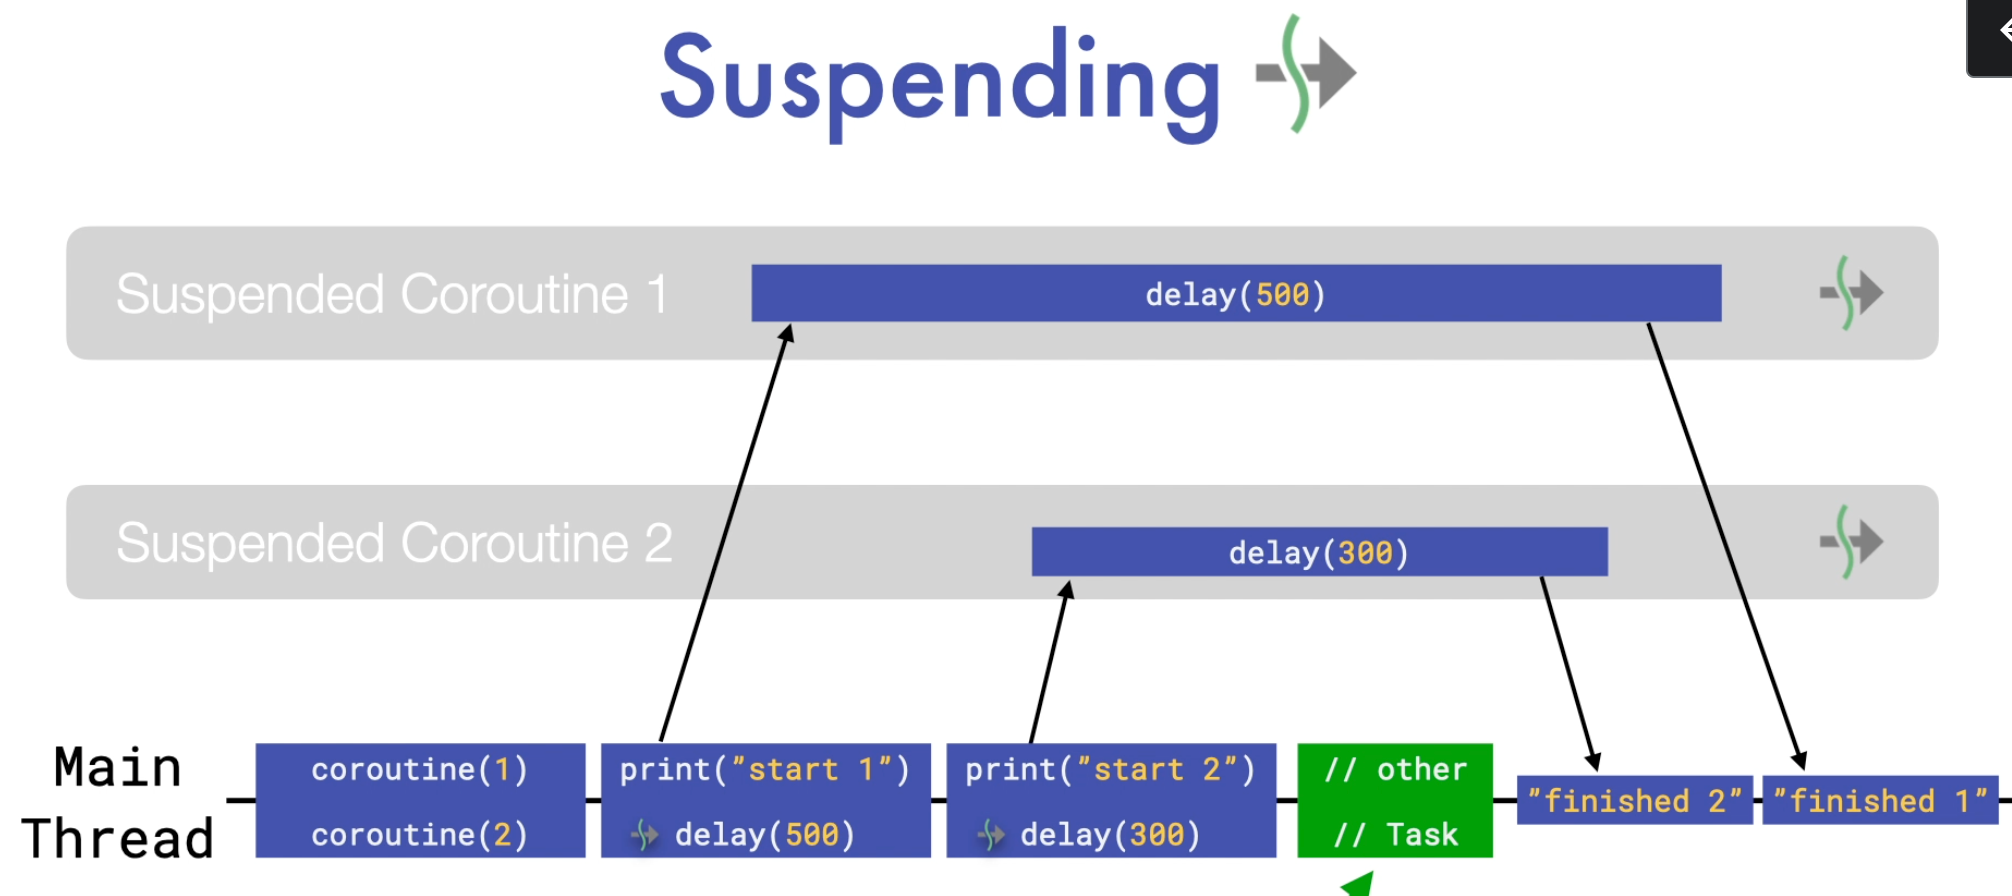 Suspending
Suspended Coroutine 1
delay(500)
Suspended Coroutine 2
delay(300)
Main
Thread
coroutine(1)
coroutine(2)
print(”start 1”)
delay(500)
print(”start 2”)
delay(300)
// other
// Task
”finished 2”
”finished 1”